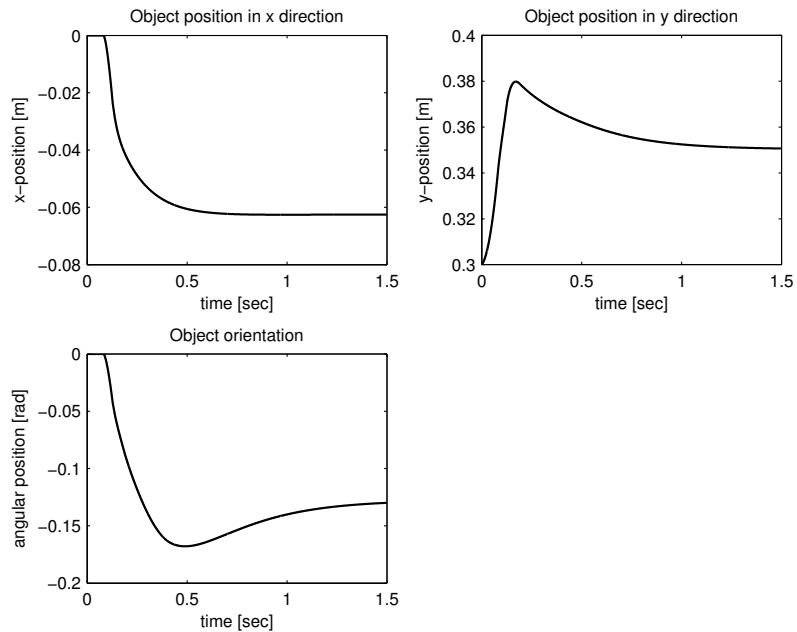 Object position in x direction
0
−0.02
−0.04
−0.06
−0.08
x−position [m]
0 0.5 1 1.5
time [sec]
Object position in y direction
0.4
0.38
0.36
0.34
0.32
0.3
y−position [m]
0 0.5 1 1.5
time [sec]
Object orientation
0
−0.05
−0.1
−0.15
−0.2
angular position [rad]
0 0.5 1 1.5
time [sec]